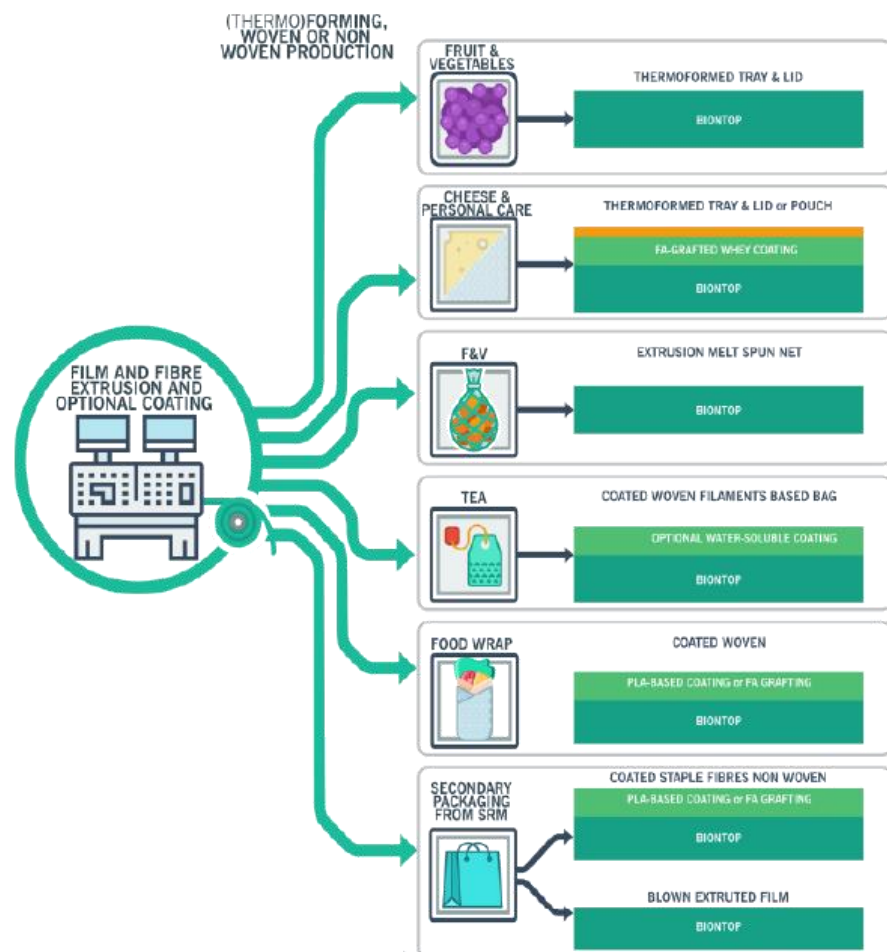 (THERMO)FORMING,
WOVEN OR NON
WOVEN PRODUCTION
FRUIT &
VEGETABLES
THERMOFORMED TRAY & LID
BIONTOP
CHEESE &
PERSONAL CARE
THERMOFORMED TRAY & LID or POUCH
FA-GRAFTED WHEY COATING
BIONTOP
F&V
EXTRUSION MELT SPUN NET
BIONTOP
FILM AND FIBRE
EXTRUSION AND
OPTIONAL COATING
TEA
COATED WOVEN FILAMENTS BASED BAG
OPTIONAL WATER-SOLUBLE COATING
BIONTOP
FOOD WRAP
COATED WOVEN
PLA-BASED COATING or FA GRAFTING
BIONTOP
SECONDARY
PACKAGING
FROM SRM
COATED STAPLE FIBRES NON WOVEN
PLA-BASED COATING or FA GRAFTING
BIONTOP
BLOWN EXTRUTED FILM
BIONTOP